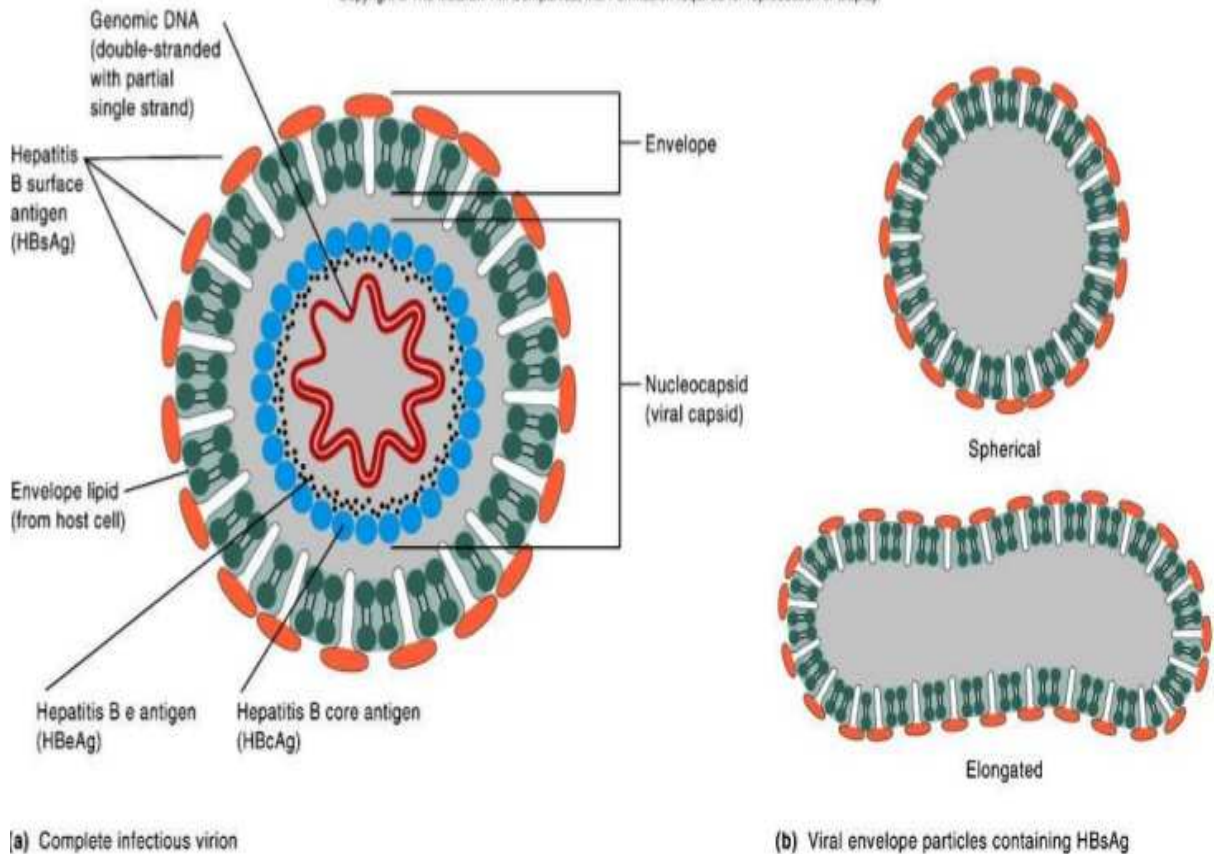 Genomic DNA
(double-stranded
with partial
single strand)
Hepatitis
B surface
antigen
(HBsAg)
Envelope
Nucleocapsid
(viral capsid)
Envelope lipid
(from host cell)
Hepatitis B e antigen
(HBeAg)
Hepatitis B core antigen
(HBcAg)
Spherical
Elongated
(a) Complete infectious virion
(b) Viral envelope particles containing HBsAg